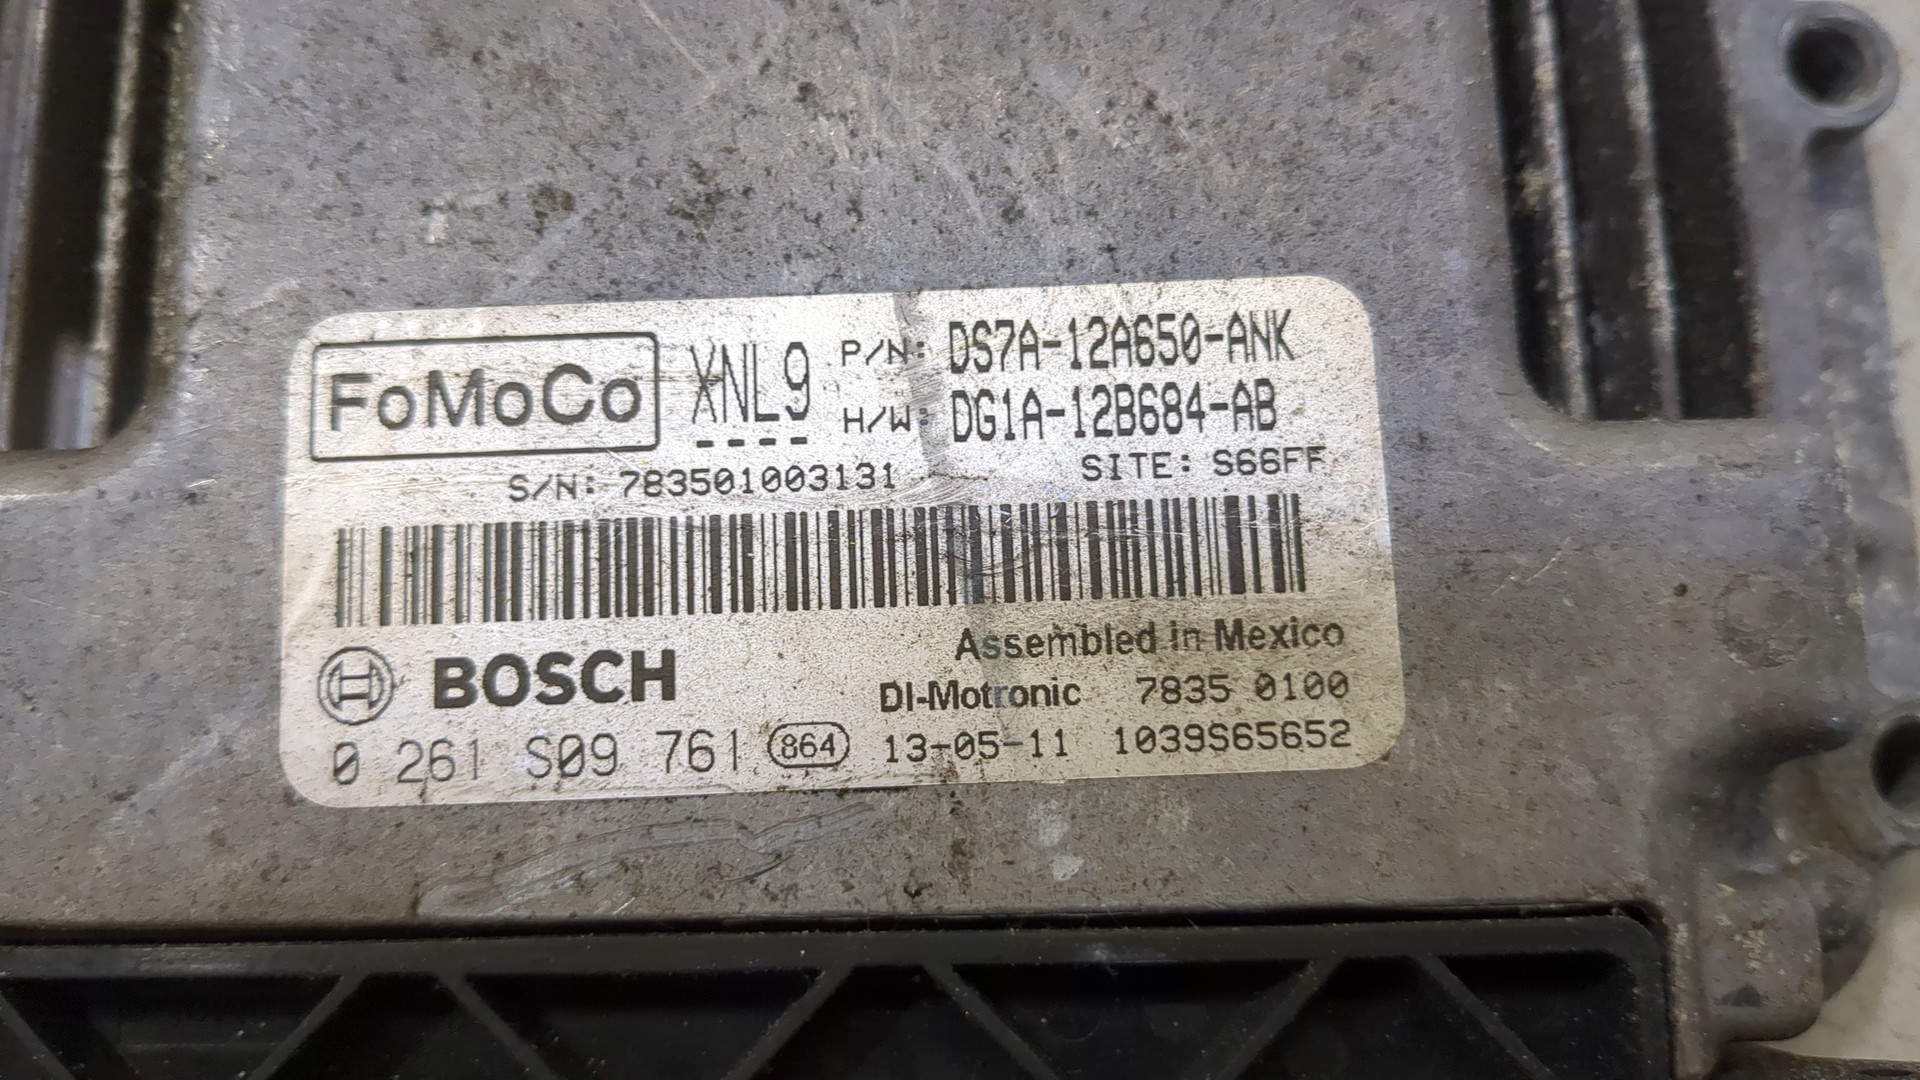 FoMoCo XNL9 P/N: DS7A-12A650-ANK
H/W: DG1A-12B684-AB
S/N: 783501003131 SITE: S66FF
Assembled in Mexico
BOSCH DI-Motronic 7835 0100
0 261 S09 761 864 13-05-11 1039S65652